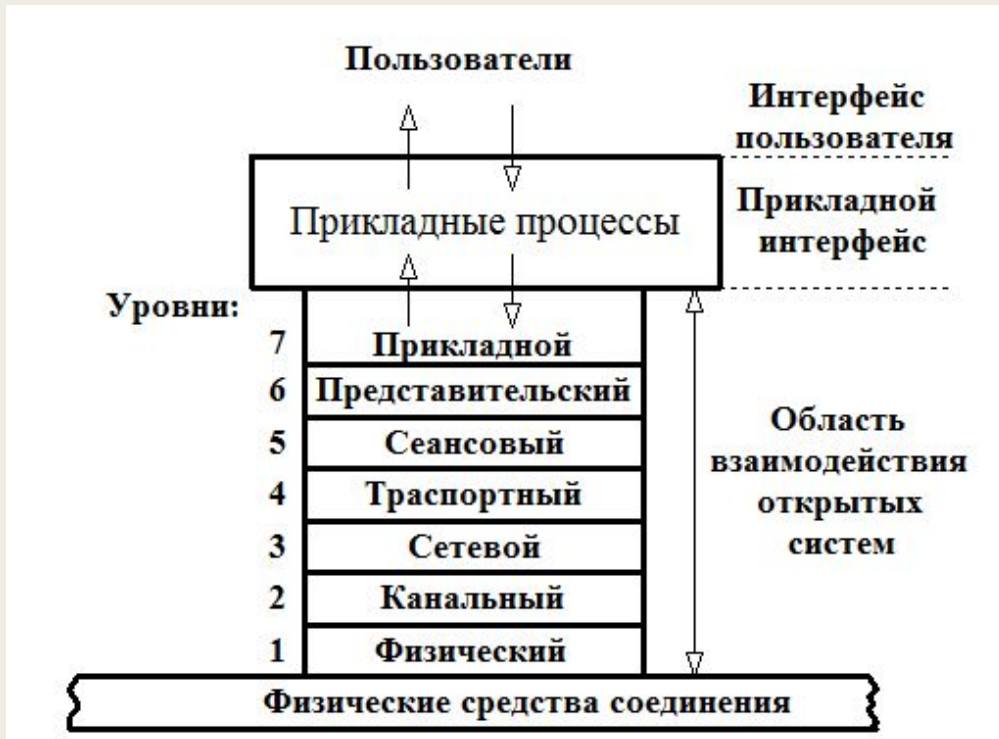 Пользователи
Интерфейс
пользователя
Прикладные процессы
Прикладной
интерфейс
Уровни:
7 Прикладной
6 Представительский
5 Сеансовый
4 Траспортный
3 Сетевой
2 Канальный
1 Физический
Область
взаимодействия
открытых
систем
Физические средства соединения